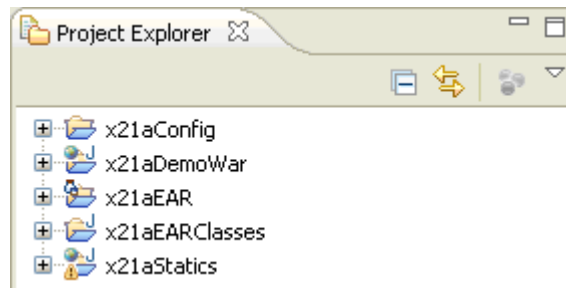 Project Explorer
x21aConfig
x21aDemoWar
x21aEAR
x21aEARClasses
x21aStatics